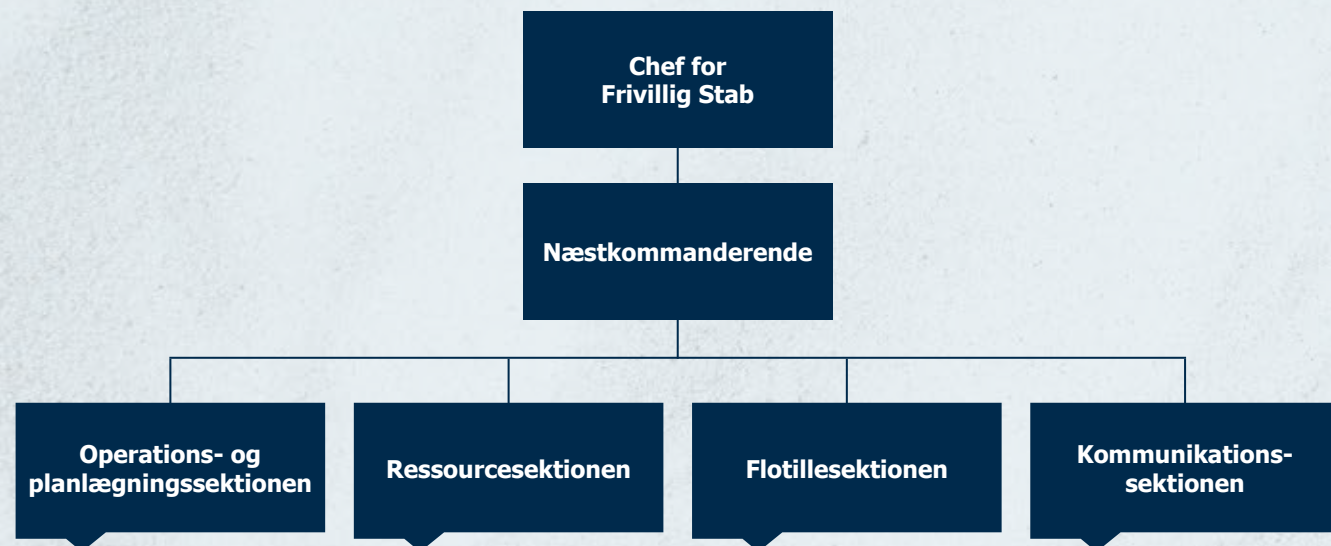 Chef for
Frivillig Stab
Næstkommanderende
Operations- og
planlægningssektionen
Ressourcesektionen
Flotillesektionen
Kommunikations-
sektionen